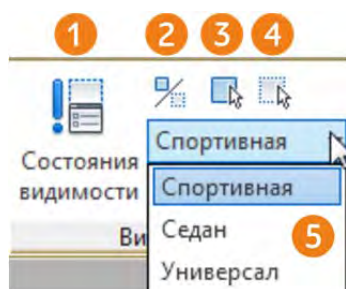 1 2 3 4
Спортивная
Состояния
видимости
Спортивная
Ви
Седан
5
Универсал